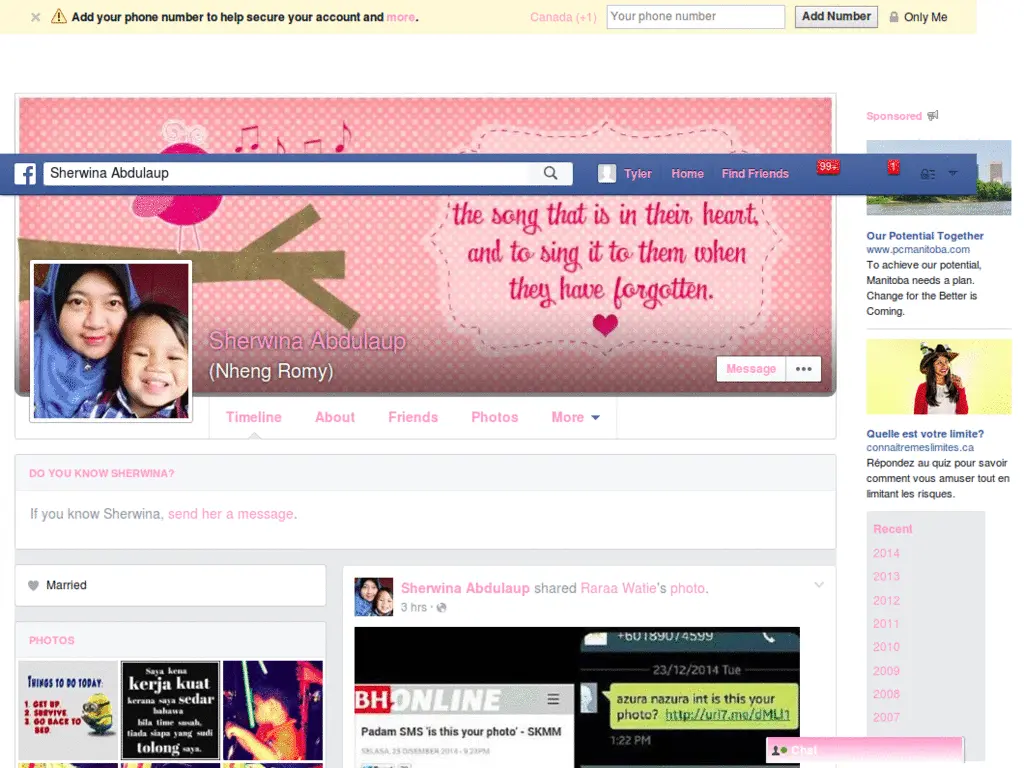 Add your phone number to help secure your account and more.
Canada (+1)
Your phone number
Add Number
Only Me
Sponsored
f
Sherwina Abdulaup
Tyler
Home
Find Friends
99+
1
the song that is in their heart,
and to sing it to them when
they have forgotten.
Sherwina Abdulaup
(Nheng Romy)
Message
Timeline
About
Friends
Photos
More
Our Potential Together
www.pcmanitoba.com
To achieve our potential,
Manitoba needs a plan.
Change for the Better is
Coming.
Quelle est votre limite?
connaitremeslimites.ca
Répondez au quiz pour savoir
comment vous amuser tout en
limitant les risques.
DO YOU KNOW SHERWINA?
If you know Sherwina, send her a message.
Recent
2014
2013
2012
2011
2010
2009
2008
2007
Married
PHOTOS
THINGS TO DO TODAY:
1. GET UP
2. SURVIVE
3. GO BACK TO
BED
Saya kena
kerja kuat
kerana saya sedar
bahawa
bila time susah,
tiada siapa yang sudi
tolong saya.
Sherwina Abdulaup shared Raraa Watie's photo.
3 hrs ·
+60189074599
23/12/2014 Tue
azura nazura int is this your
photo? http://url7.me/dMLl1
1:22 PM
BHONLINE
Padam SMS 'is this your photo' - SKMM
SELASA, 23 DISEMBER 2014 - 9:23PM
Chat